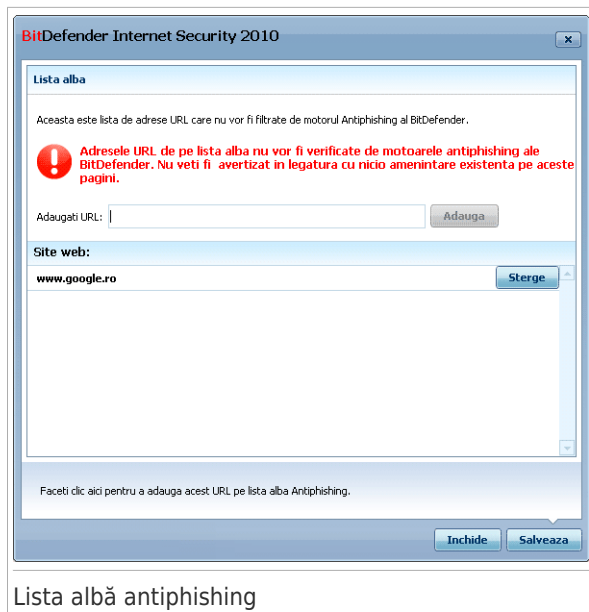 BitDefender Internet Security 2010
x
Lista alba
Aceasta este lista de adrese URL care nu vor fi filtrate de motorul Antiphishing al BitDefender.
Adresele URL de pe lista alba nu vor fi verificate de motoarele antiphishing ale
BitDefender. Nu veti fi avertizat in legatura cu nicio amenintare existenta pe aceste
pagini.
Adaugati URL:
Adauga
Site web:
www.google.ro
Sterge
Faceti clic aici pentru a adauga acest URL pe lista alba Antiphishing.
Inchide
Salveaza
Lista albă antiphishing